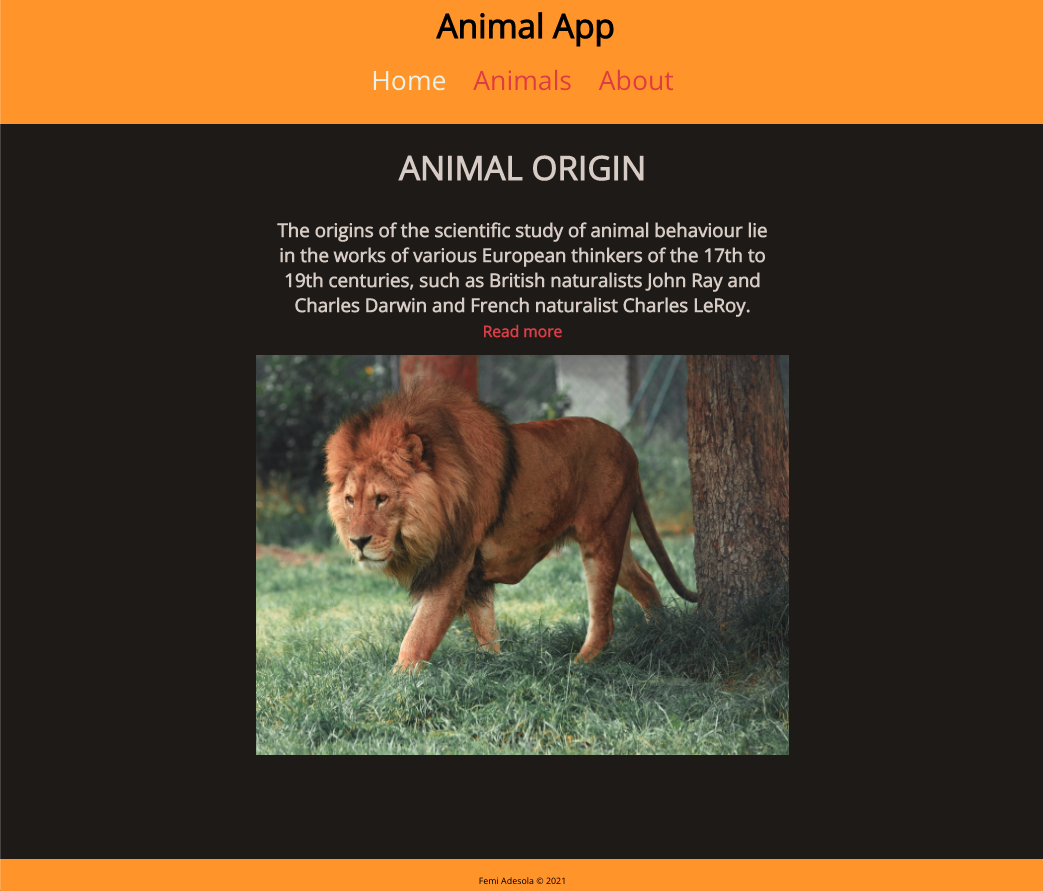 Animal App
Home Animals About
ANIMAL ORIGIN
The origins of the scientific study of animal behaviour lie
in the works of various European thinkers of the 17th to
19th centuries, such as British naturalists John Ray and
Charles Darwin and French naturalist Charles LeRoy.
Read more
Femi Adesola © 2021